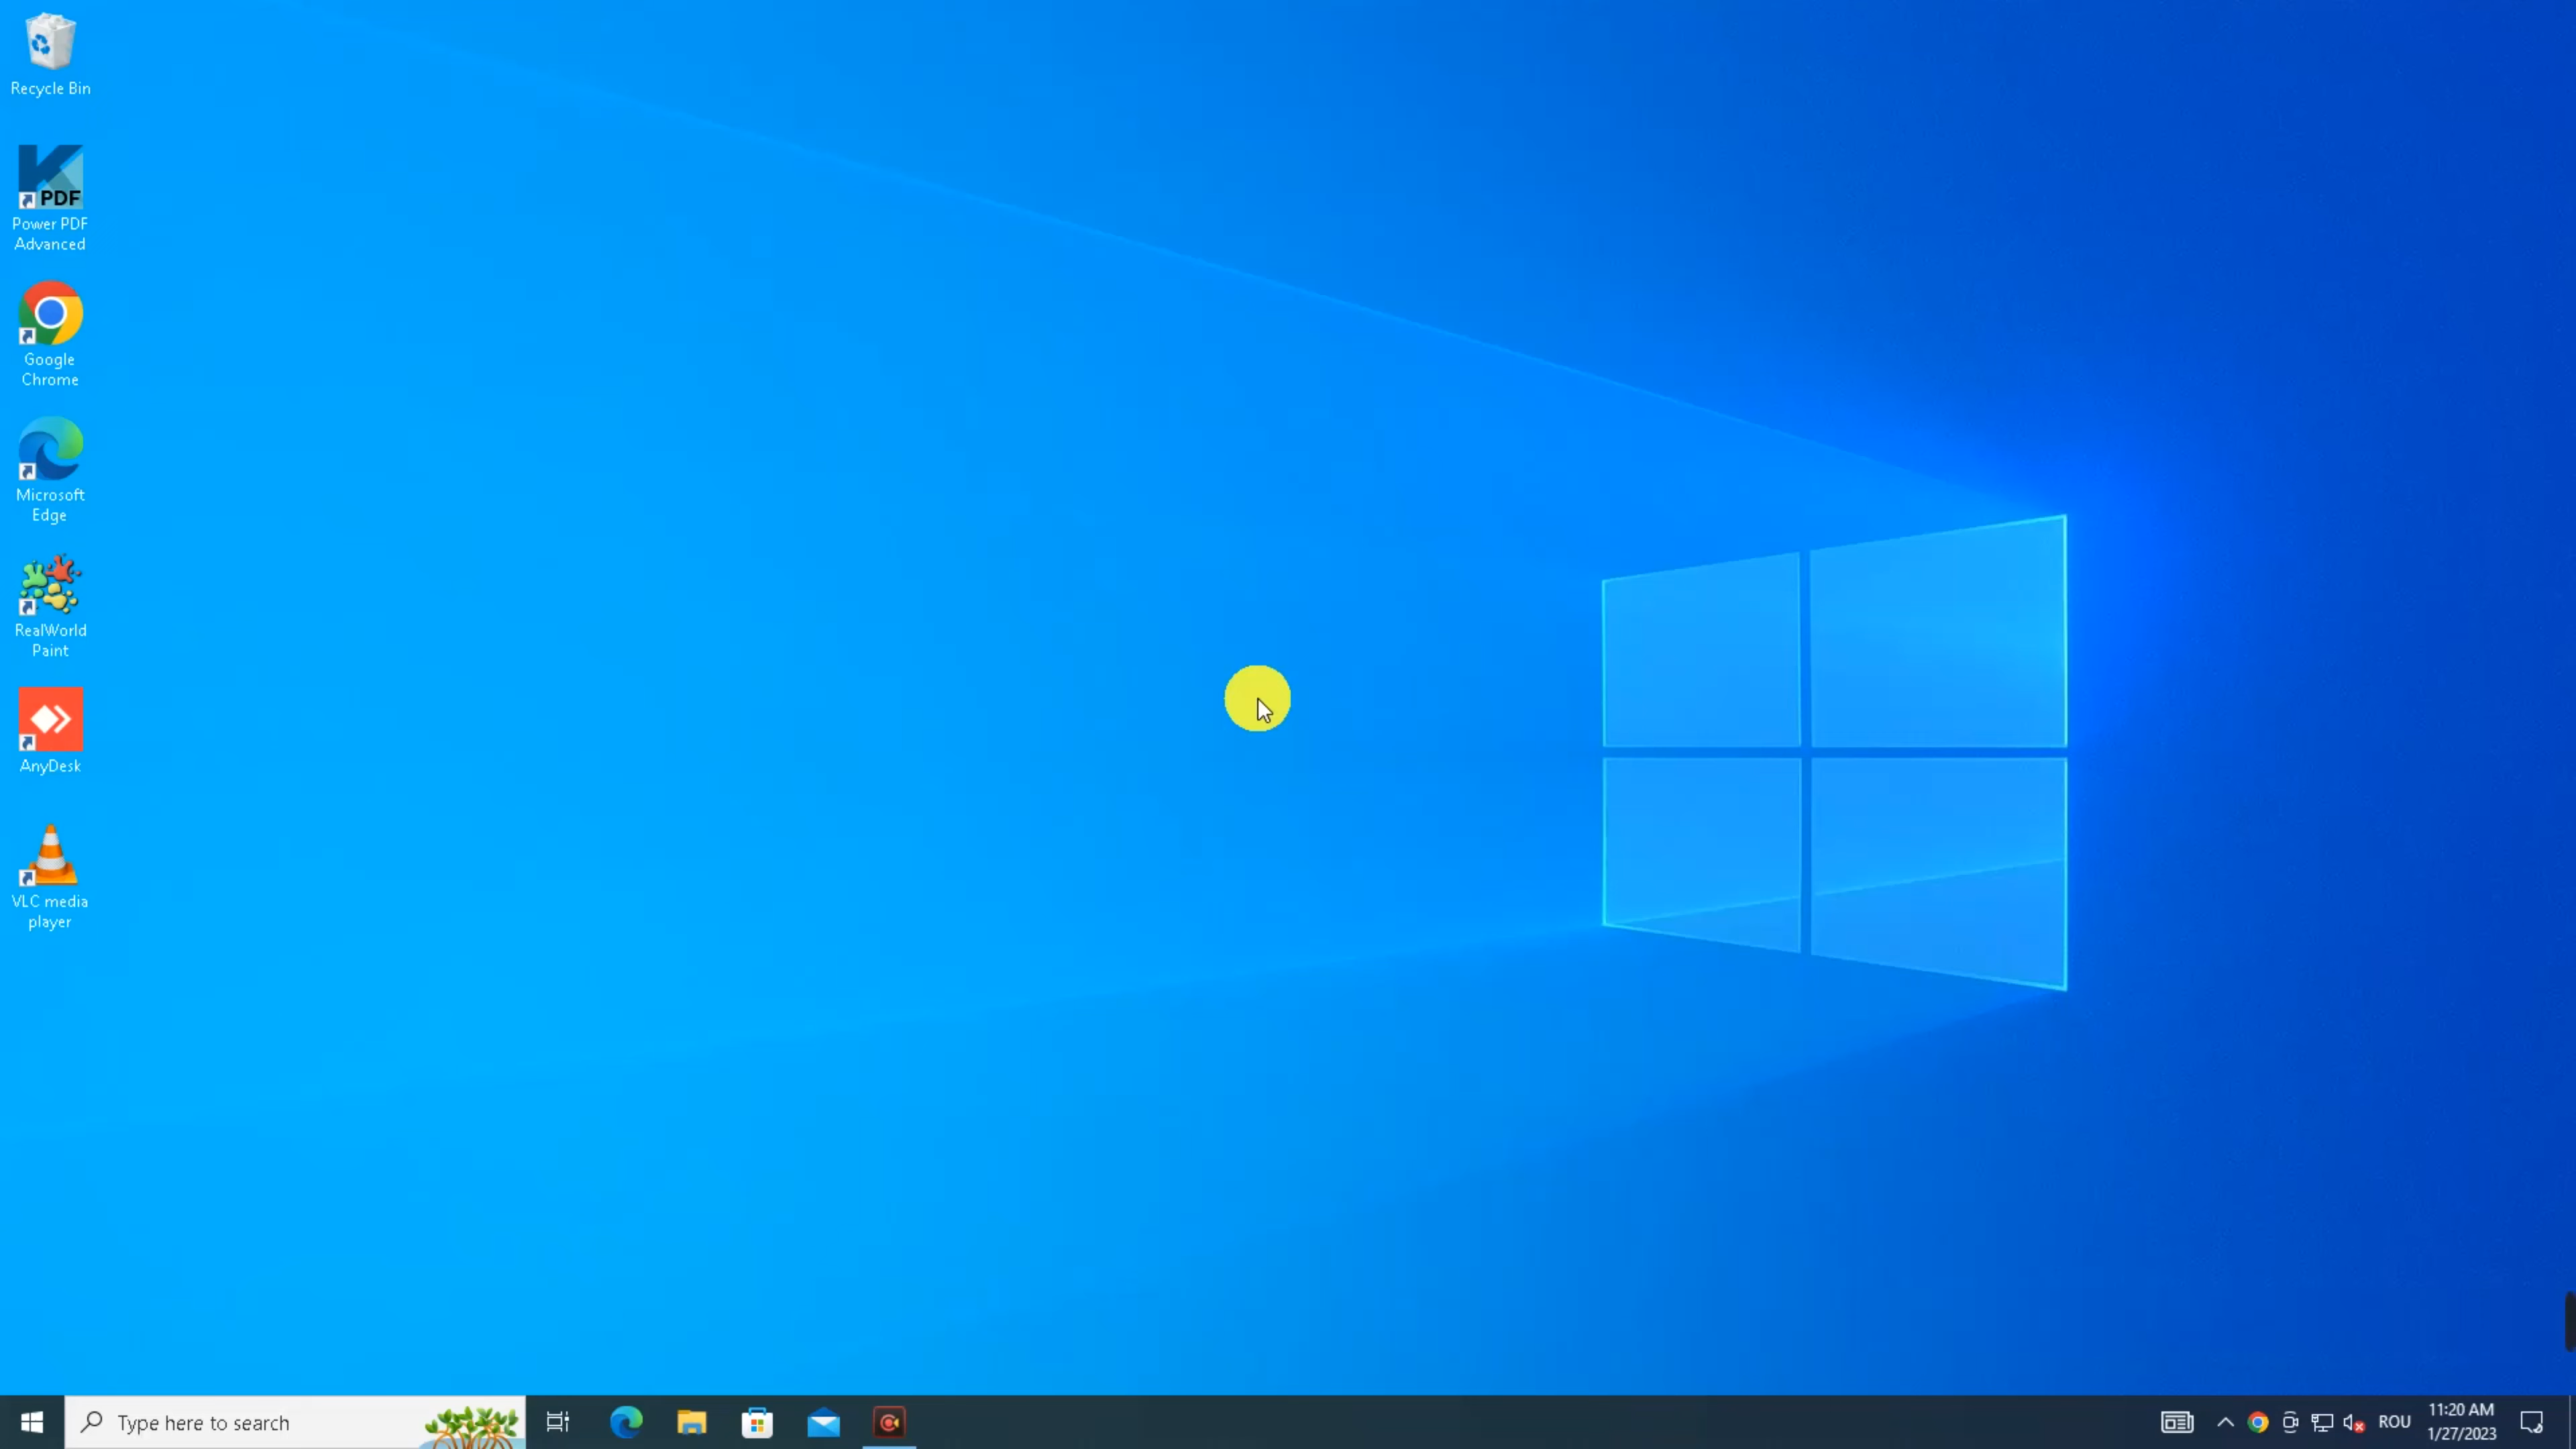 Recycle Bin
PDF
Power PDF
Advanced
Google
Chrome
Microsoft
Edge
RealWorld
Paint
AnyDesk
VLC media
player
Type here to search
ROU
11:20 AM
1/27/2023